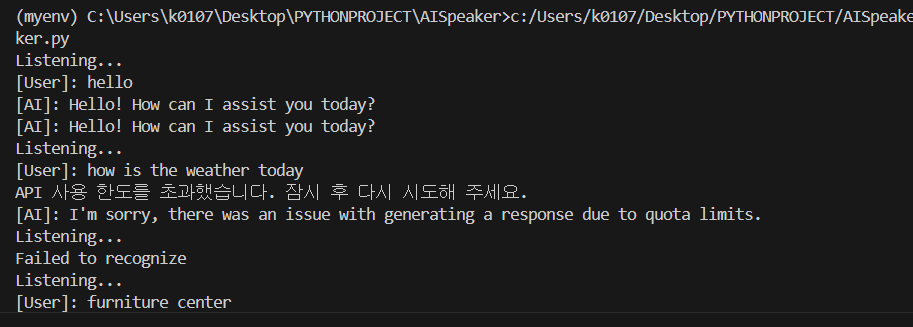 (myenv) C:\Users\k0107\Desktop\PYTHONPROJECT\AISpeaker>c:/Users/k0107/Desktop/PYTHONPROJECT/AISpeake
ker.py
Listening...
[User]: hello
[AI]: Hello! How can I assist you today?
[AI]: Hello! How can I assist you today?
Listening...
[User]: how is the weather today
API 사용 한도를 초과했습니다. 잠시 후 다시 시도해 주세요.
[AI]: I'm sorry, there was an issue with generating a response due to quota limits.
Listening...
Failed to recognize
Listening...
[User]: furniture center